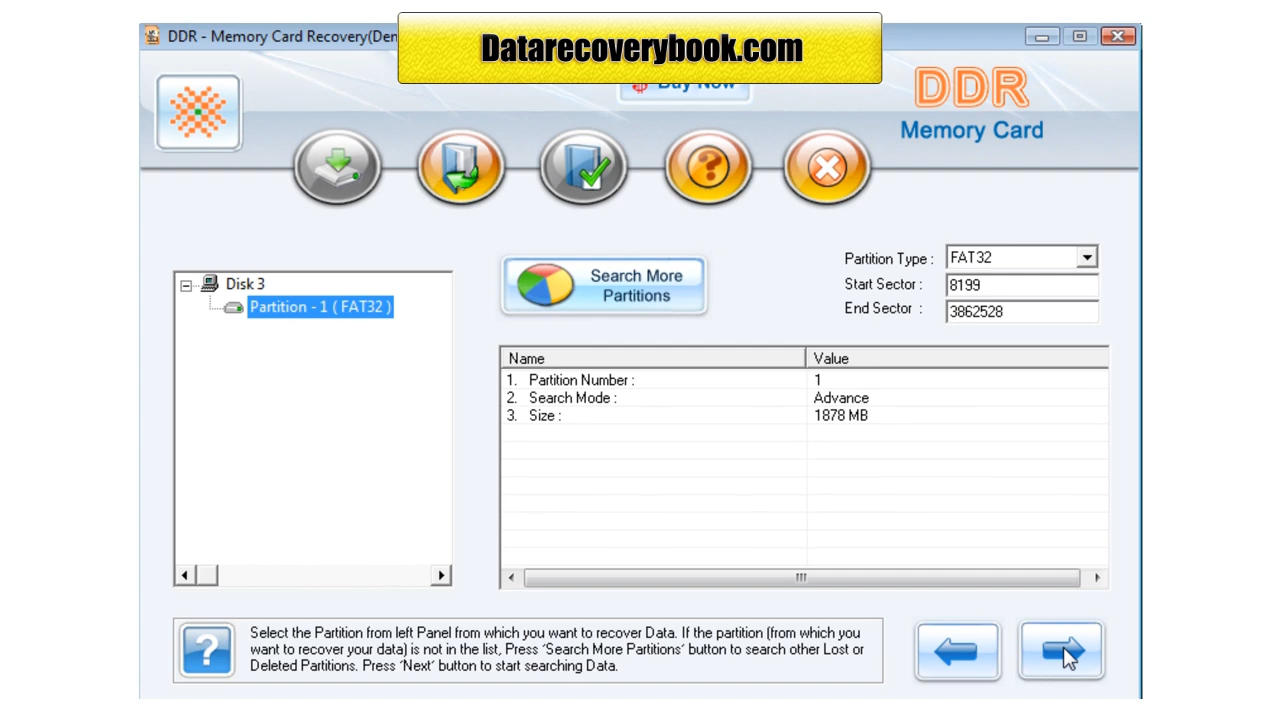 DDR - Memory Card Recovery(Den
Datarecoverybook.com
Buy Now
DDR
Memory Card
Disk 3
Partition - 1 ( FAT32 )
Search More
Partitions
Partition Type : FAT32
Start Sector : 8199
End Sector : 3862528
Name Value
1. Partition Number : 1
2. Search Mode : Advance
3. Size : 1878 MB
Select the Partition from left Panel from which you want to recover Data. If the partition (from which you
want to recover your data) is not in the list, Press 'Search More Partitions' button to search other Lost or
Deleted Partitions. Press 'Next' button to start searching Data.